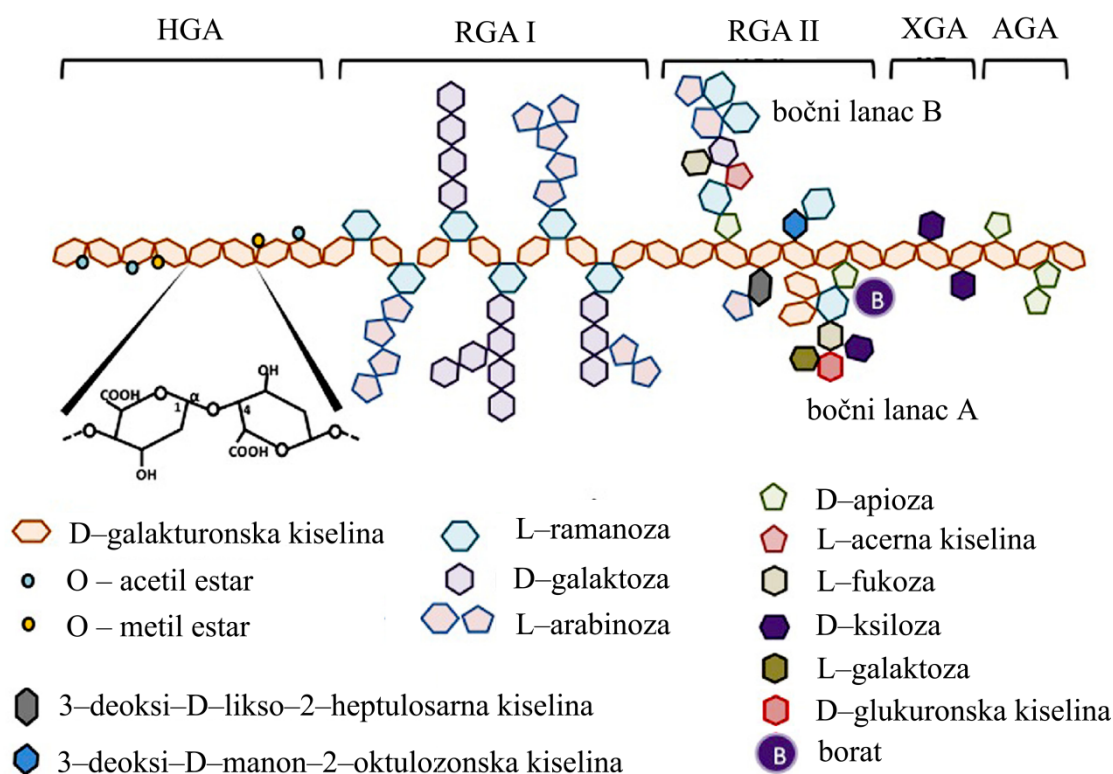 HGA
RGA I
RGA II
XGA
AGA
bočni lanac B
B
bočni lanac A
COOH
O
α
1
O
4
OH
O
OH
COOH
O
O
D–galakturonska kiselina
O – acetil estar
O – metil estar
3–deoksi–D–likso–2–heptulosarna kiselina
3–deoksi–D–manon–2–oktulozonska kiselina
L–ramanoza
D–galaktoza
L–arabinoza
D–apioza
L–acerna kiselina
L–fukoza
D–ksiloza
L–galaktoza
D–glukuronska kiselina
B borat